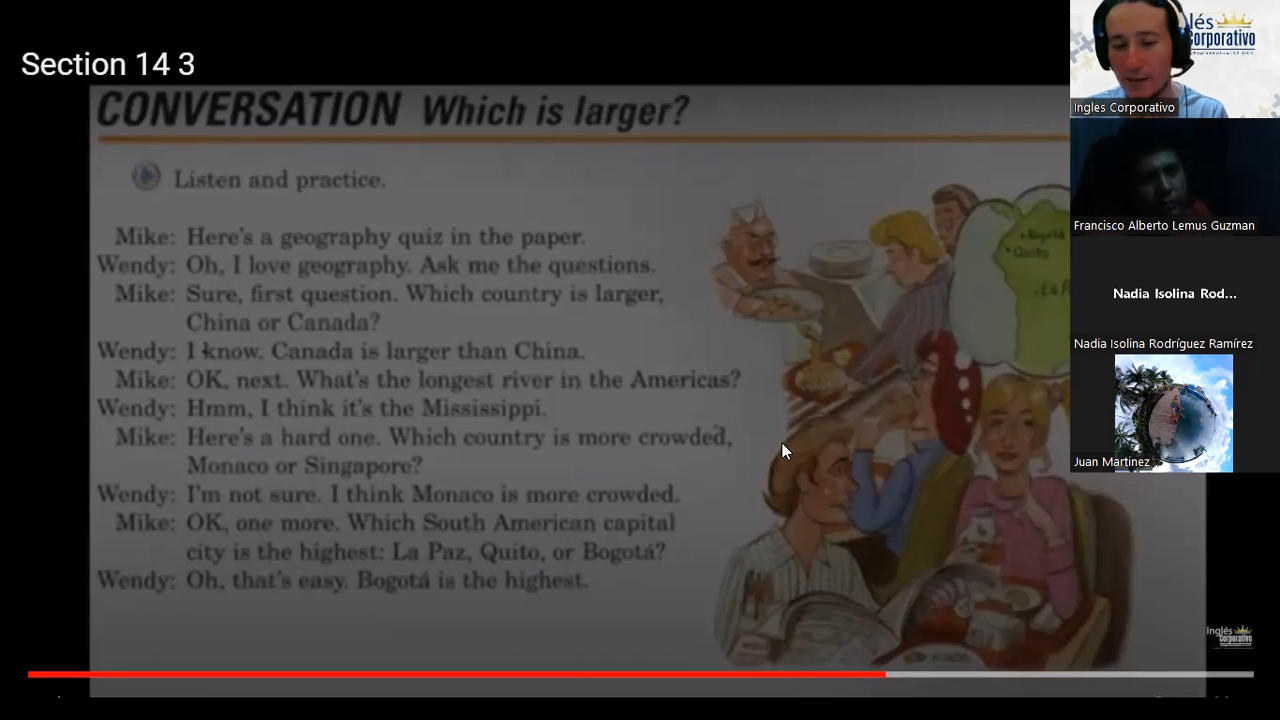 Section 14 3
CONVERSATION Which is larger?
Listen and practice.
Mike: Here's a geography quiz in the paper.
Wendy: Oh, I love geography. Ask me the questions.
Mike: Sure, first question. Which country is larger,
China or Canada?
Wendy: I know. Canada is larger than China.
Mike: OK, next. What's the longest river in the Americas?
Wendy: Hmm, I think it's the Mississippi.
Mike: Here's a hard one. Which country is more crowded,
Monaco or Singapore?
Wendy: I'm not sure. I think Monaco is more crowded.
Mike: OK, one more. Which South American capital
city is the highest: La Paz, Quito, or Bogotá?
Wendy: Oh, that's easy. Bogotá is the highest.
Bogotá
Quito
Inglés
Corporativo
lés
Corporativo
Ingles Corporativo
Francisco Alberto Lemus Guzman
Nadia Isolina Rod...
Nadia Isolina Rodríguez Ramírez
Juan Martinez